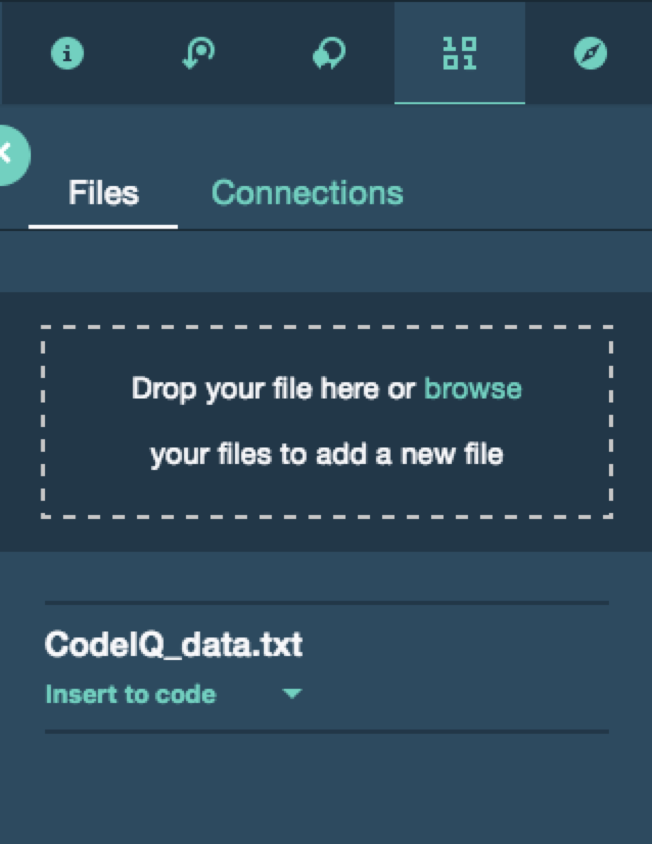 Files
Connections
Drop your file here or browse
your files to add a new file
CodeIQ_data.txt
Insert to code